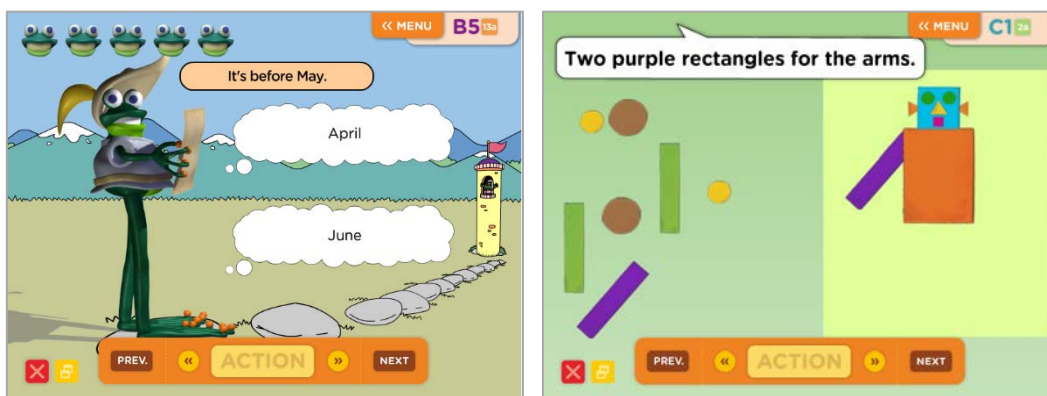 << MENU B5 13a
It's before May.
April
June
PREV. << ACTION >> NEXT
<< MENU C1 2a
Two purple rectangles for the arms.
PREV. << ACTION >> NEXT